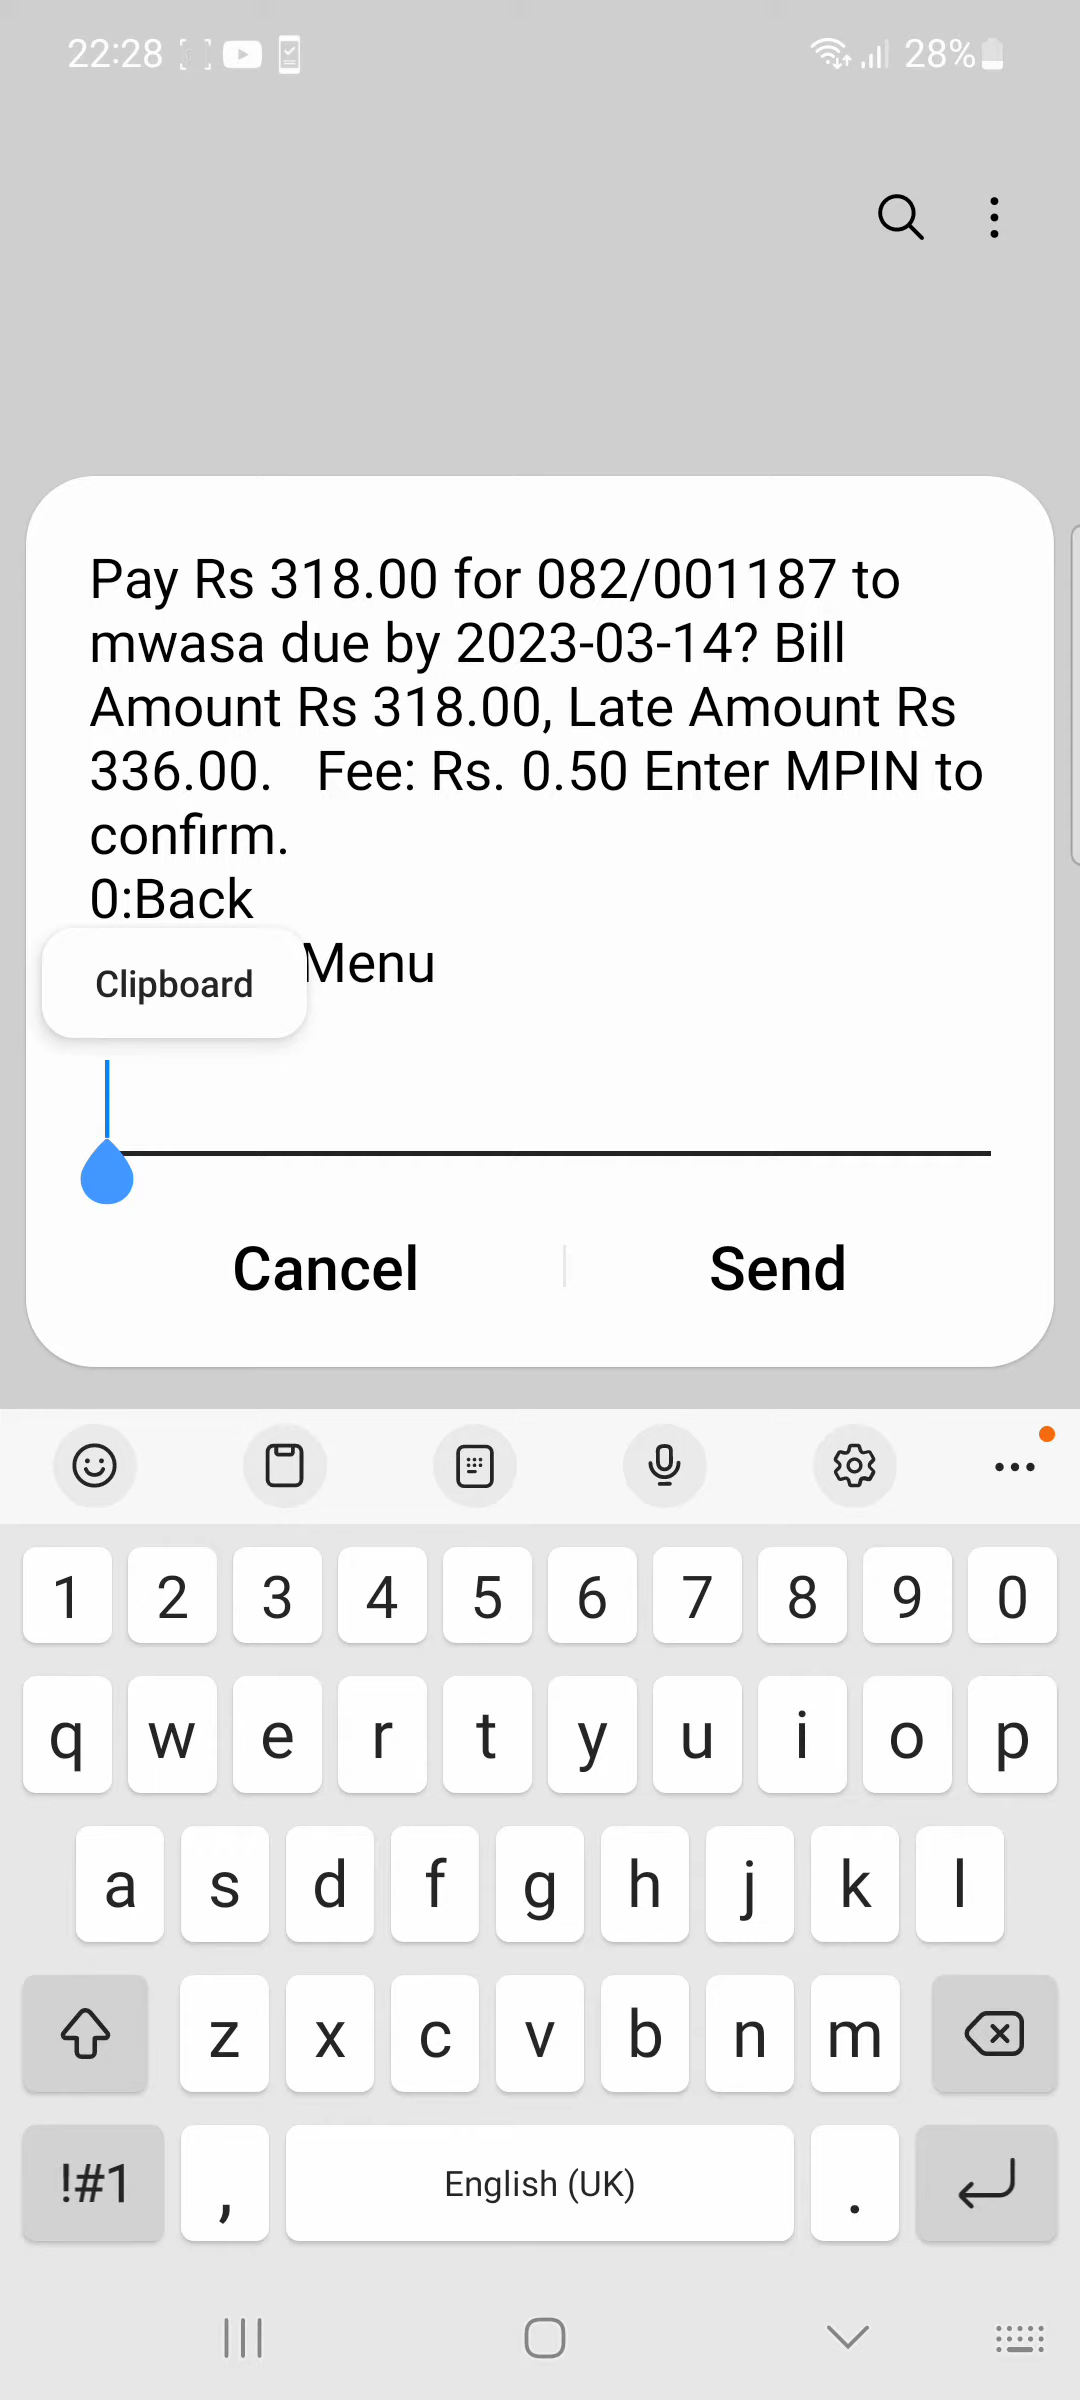 22:28
28%
Pay Rs 318.00 for 082/001187 to
mwasa due by 2023-03-14? Bill
Amount Rs 318.00, Late Amount Rs
336.00.   Fee: Rs. 0.50 Enter MPIN to
confirm.
0:Back
Menu
Clipboard
Cancel
Send
1 2 3 4 5 6 7 8 9 0
q w e r t y u i o p
a s d f g h j k l
z x c v b n m
!#1 , English (UK) .